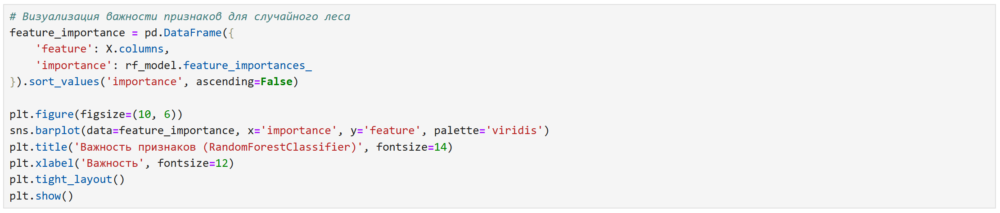 # Визуализация важности признаков для случайного леса
feature_importance = pd.DataFrame({
    'feature': X.columns,
    'importance': rf_model.feature_importances_
}).sort_values('importance', ascending=False)

plt.figure(figsize=(10, 6))
sns.barplot(data=feature_importance, x='importance', y='feature', palette='viridis')
plt.title('Важность признаков (RandomForestClassifier)', fontsize=14)
plt.xlabel('Важность', fontsize=12)
plt.tight_layout()
plt.show()